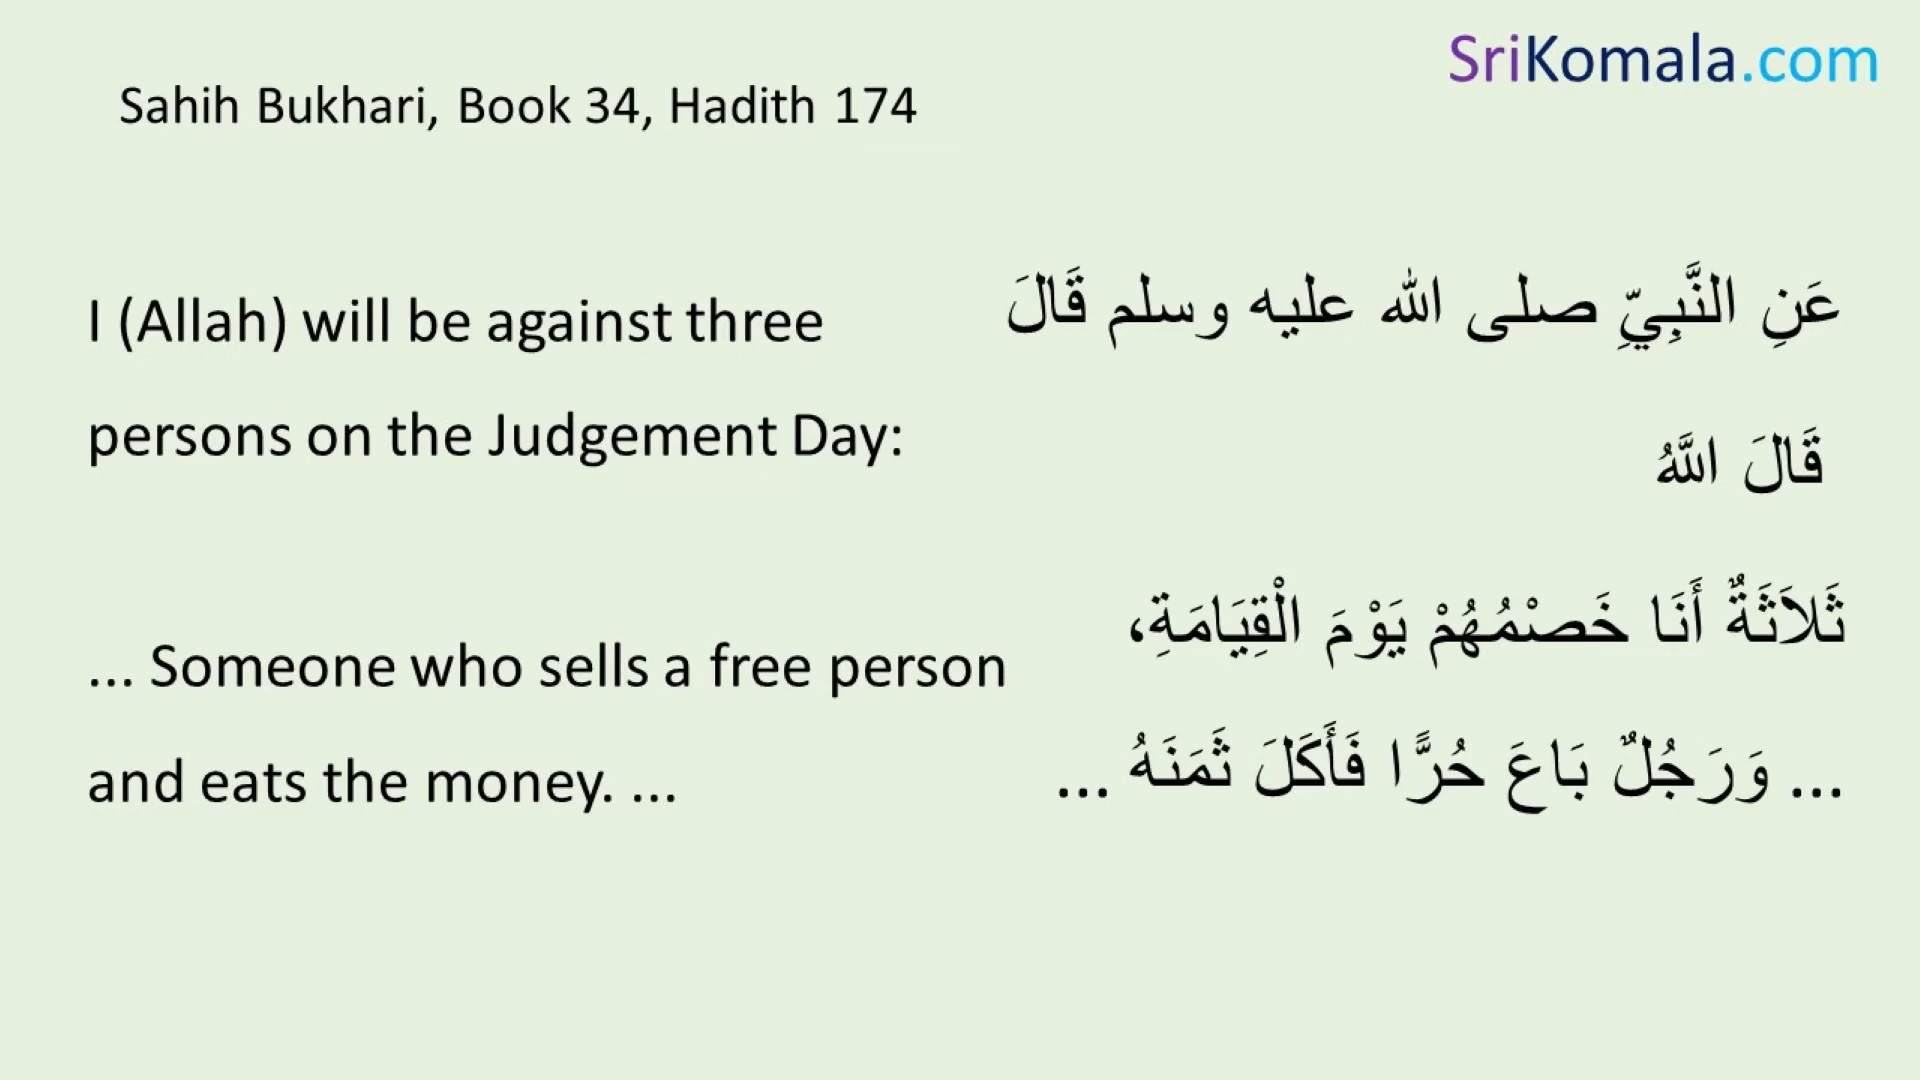 SriKomala.com
Sahih Bukhari, Book 34, Hadith 174
I (Allah) will be against three
persons on the Judgement Day:
... Someone who sells a free person
and eats the money. ...
عَنِ النَّبِيِّ صلى الله عليه وسلم قَالَ
قَالَ اللَّهُ
ثَلاَثَةٌ أَنَا خَصْمُهُمْ يَوْمَ الْقِيَامَةِ،
... وَرَجُلٌ بَاعَ حُرًّا فَأَكَلَ ثَمَنَهُ ...